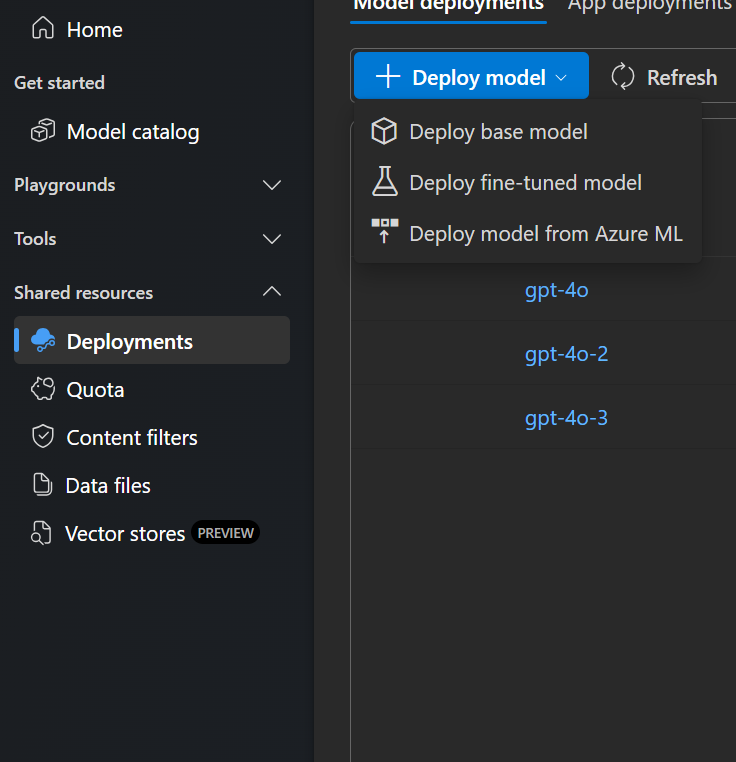 Home
Get started
Model catalog
Playgrounds
Tools
Shared resources
Deployments
Quota
Content filters
Data files
Vector stores PREVIEW
Model deployments App deployments
Deploy model Refresh
Deploy base model
Deploy fine-tuned model
Deploy model from Azure ML
gpt-4o
gpt-4o-2
gpt-4o-3